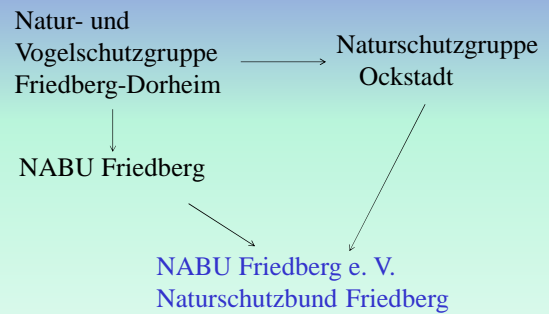 Natur- und
Vogelschutzgruppe
Friedberg-Dorheim
Naturschutzgruppe
Ockstadt
NABU Friedberg
NABU Friedberg e. V.
Naturschutzbund Friedberg